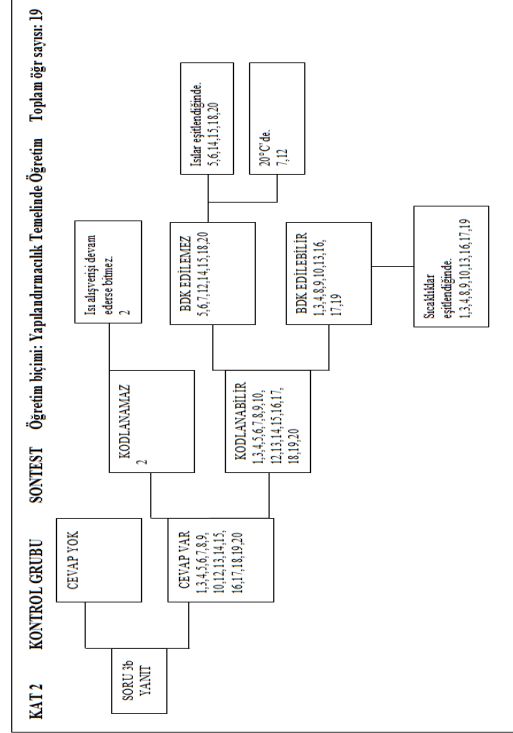 KAT 2 KONTROL GRUBU SONTEST Öğretim biçimi: Yapılandırmacılık Temelinde Öğretim Toplam öğr sayısı: 19
SORU 3b
YANIT
CEVAP YOK
CEVAP VAR
1,3,4,5,6,7,8,9,
10,12,13,14,15,
16,17,18,19,20
KODLANAMAZ
2
KODLANABİLİR
1,3,4,5,6,7,8,9,10,
12,13,14,15,16,17,
18,19,20
Isı alışverişi devam
ederse bitmez.
2
BDK EDİLEMEZ
5,6,7,12,14,15,18,20
BDK EDİLEBİLİR
1,3,4,8,9,10,13,16,
17,19
Isılar eşitlendiğinde.
5,6,14,15,18,20
20°C' de.
7,12
Sıcaklıklar
eşitlendiğinde.
1,3,4,8,9,10,13,16,17,19